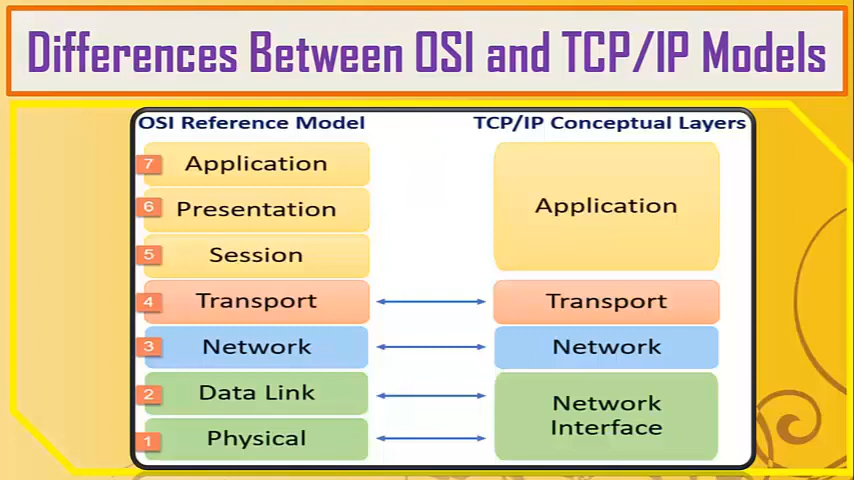 Differences Between OSI and TCP/IP Models
OSI Reference Model
TCP/IP Conceptual Layers
7 Application
6 Presentation
5 Session
Application
4 Transport
Transport
3 Network
Network
2 Data Link
1 Physical
Network
Interface